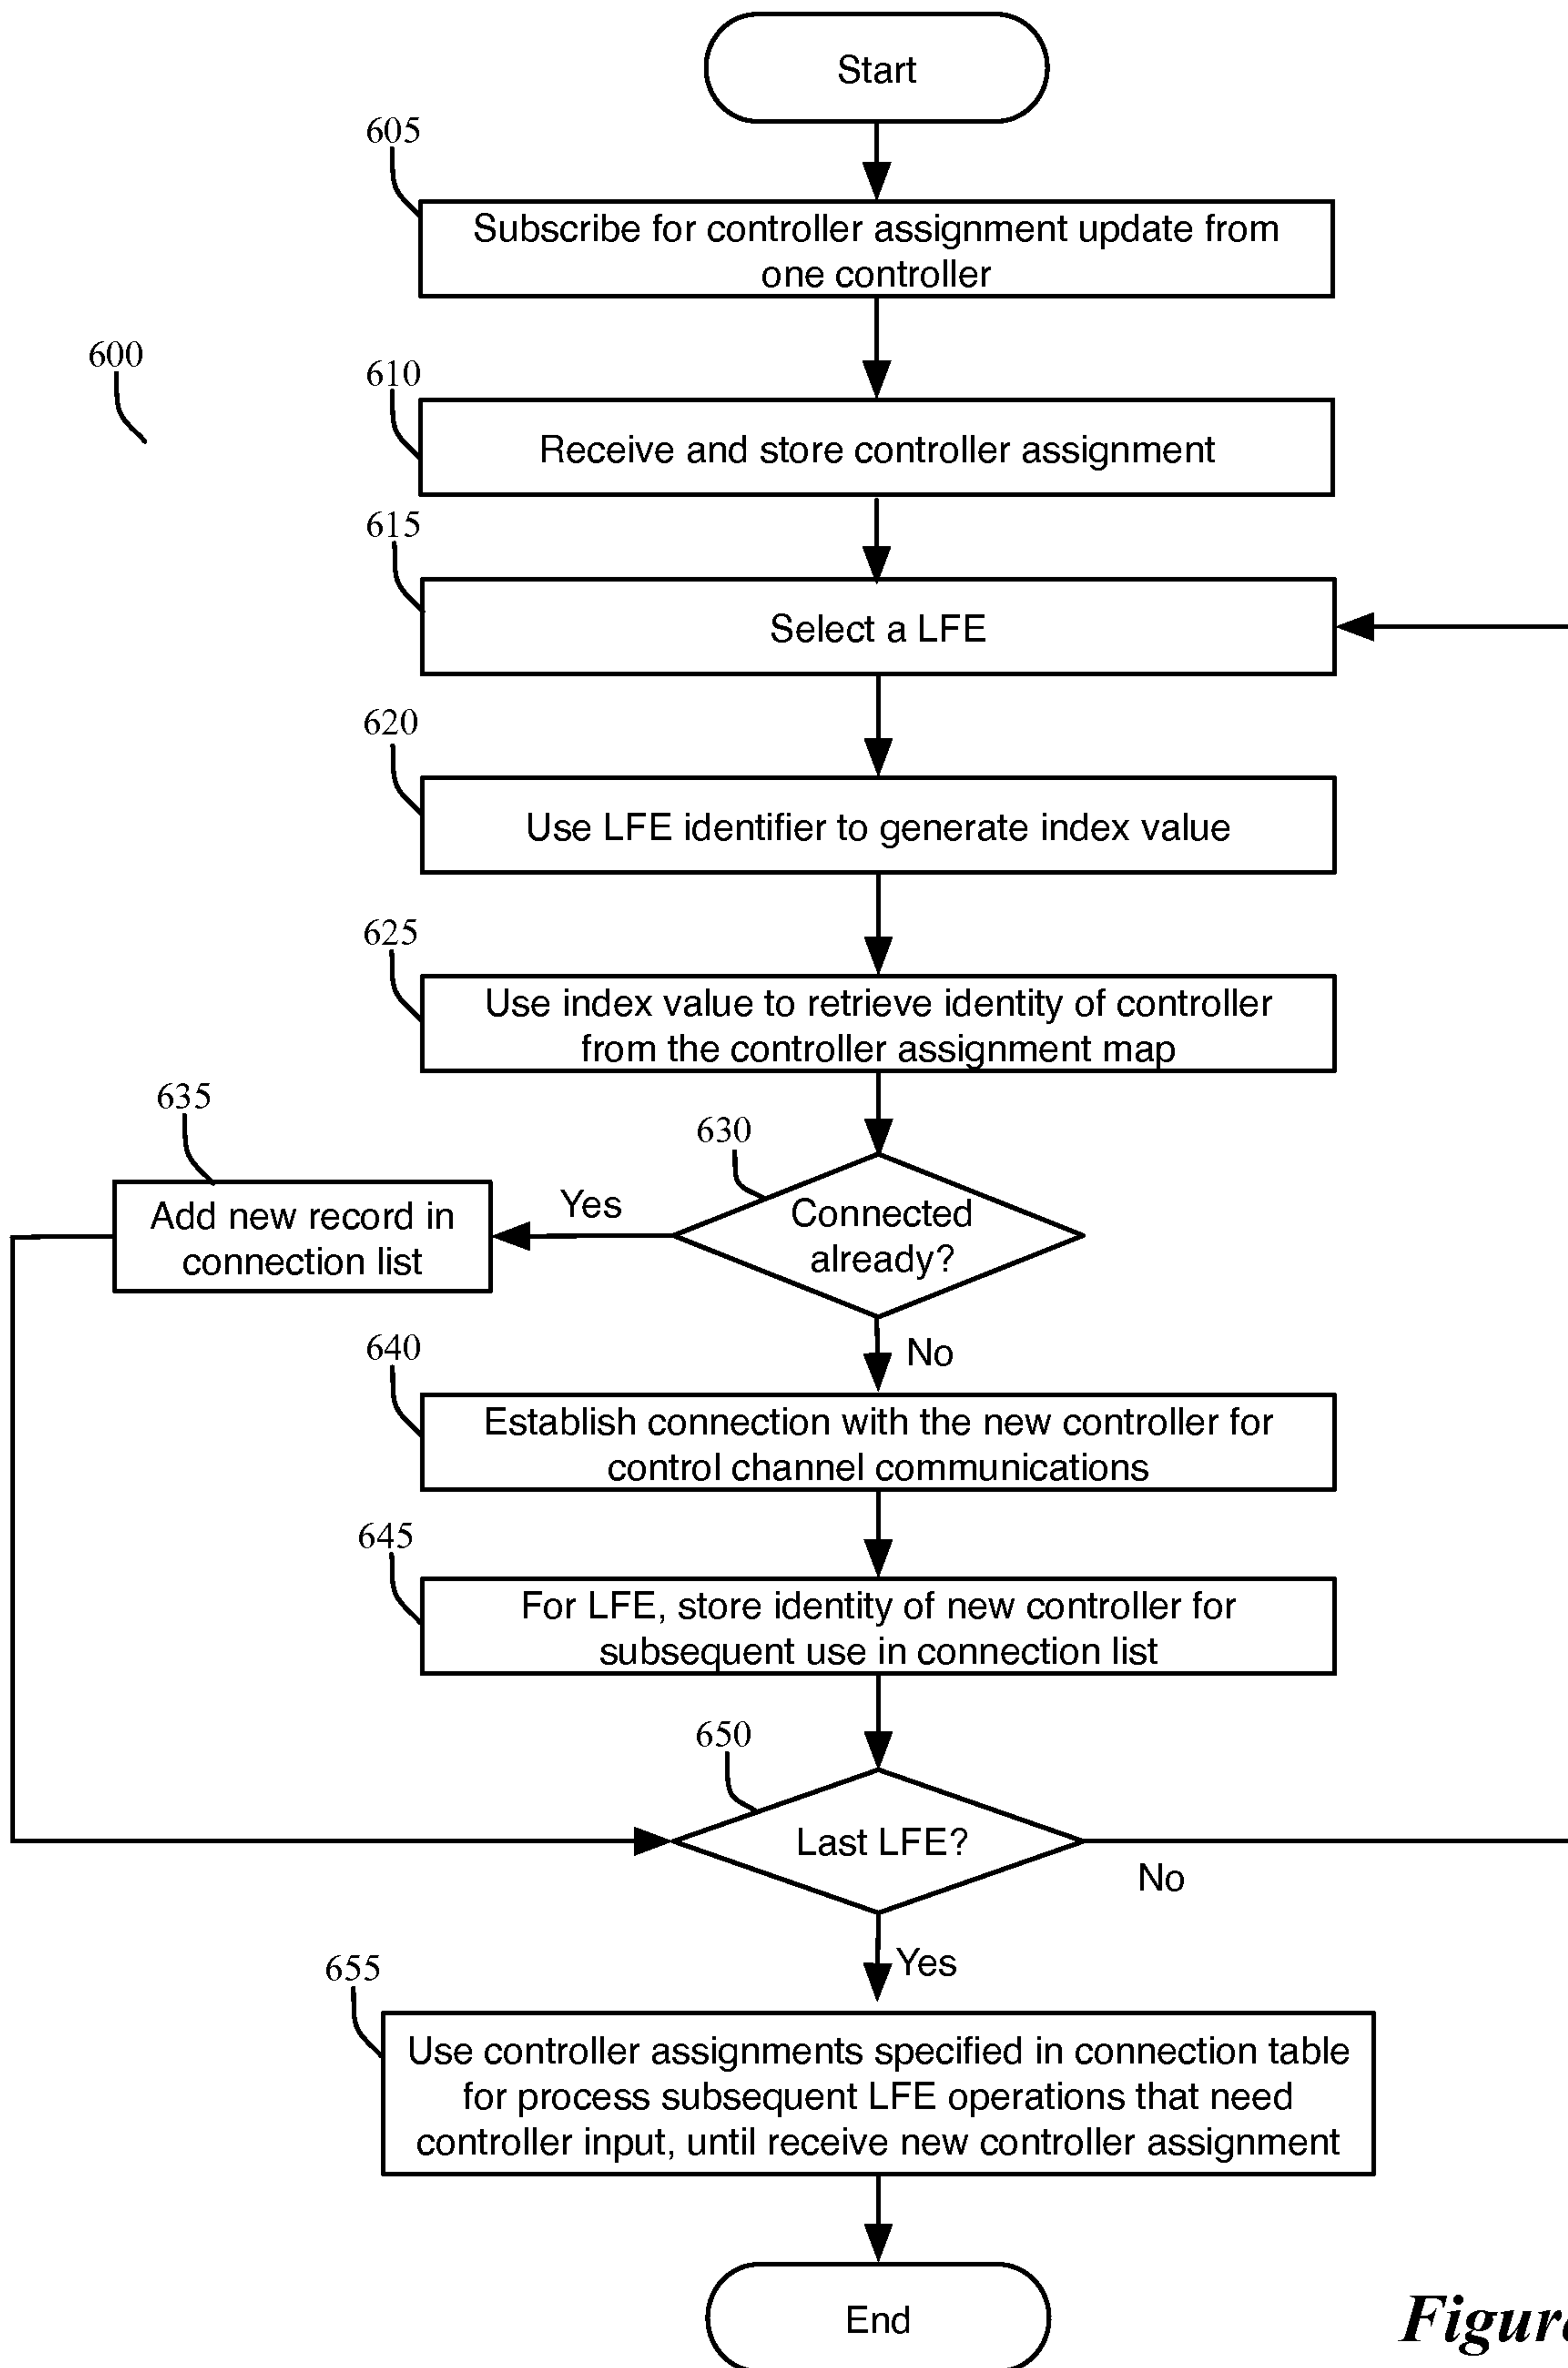 Start
605
Subscribe for controller assignment update from
one controller
600
610
Receive and store controller assignment
615
Select a LFE
620
Use LFE identifier to generate index value
625
Use index value to retrieve identity of controller
from the controller assignment map
635
630
Add new record in
connection list
Yes
Connected
already?
No
640
Establish connection with the new controller for
control channel communications
645
For LFE, store identity of new controller for
subsequent use in connection list
650
Last LFE?
No
Yes
655
Use controller assignments specified in connection table
for process subsequent LFE operations that need
controller input, until receive new controller assignment
End